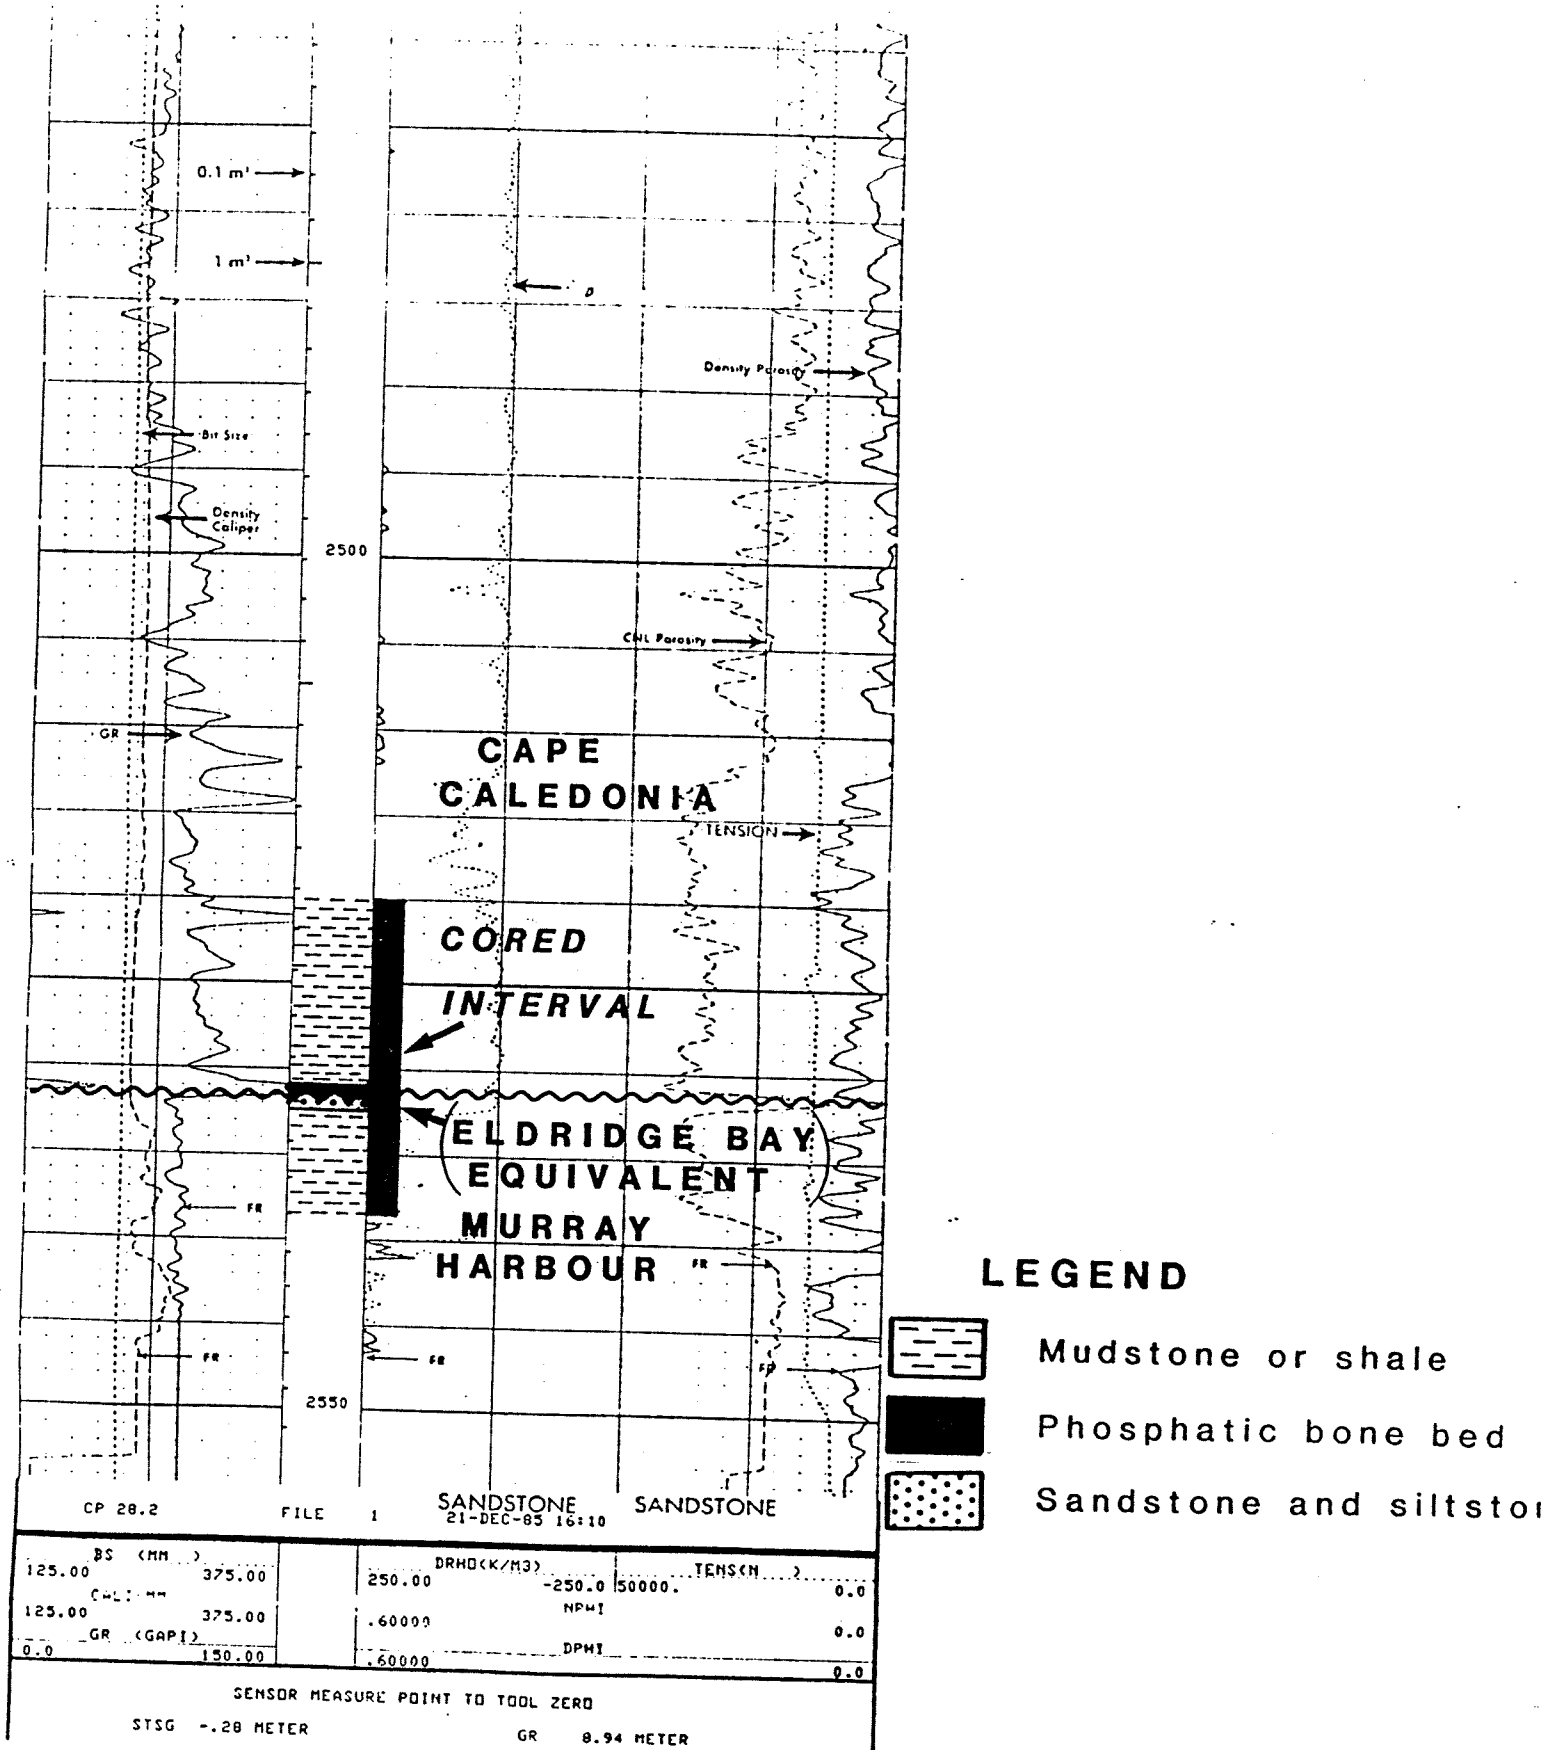 0.1 m³
1 m³
Density Porosity
Bit Size
Density
Caliper
2500
CNL Porosity
GR
CAPE
CALEDONIA
TENSION
CORED
INTERVAL
ELDRIDGE BAY
EQUIVALENT
FR
MURRAY
HARBOUR
FR
LEGEND
Mudstone or shale
FR
FR
FR
2550
Phosphatic bone bed
Sandstone and siltsto
CP 28.2 FILE 1 SANDSTONE SANDSTONE
21-DEC-85 16:10
BS (MM ) DRHO(K/M3) TENS(N )
125.00 375.00 250.00 -250.0 50000. 0.0
CALI MM NPHI
125.00 375.00 .60000 0.0
GR (GAPI) DPHI
0.0 150.00 .60000 0.0
SENSOR MEASURE POINT TO TOOL ZERO
STSG -.28 METER GR 8.94 METER